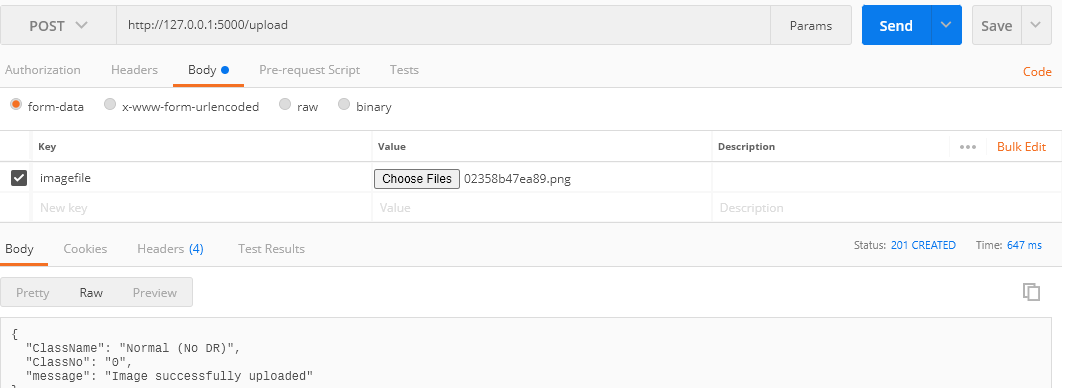 POST http://127.0.0.1:5000/upload Params Send Save
Authorization Headers Body Pre-request Script Tests Code
form-data x-www-form-urlencoded raw binary
Key Value Description Bulk Edit
imagefile Choose Files 02358b47ea89.png
New key Value Description
Body Cookies Headers (4) Test Results Status: 201 CREATED Time: 647 ms
Pretty Raw Preview
{
"ClassName": "Normal (No DR)",
"ClassNo": "0",
"message": "Image successfully uploaded"
}